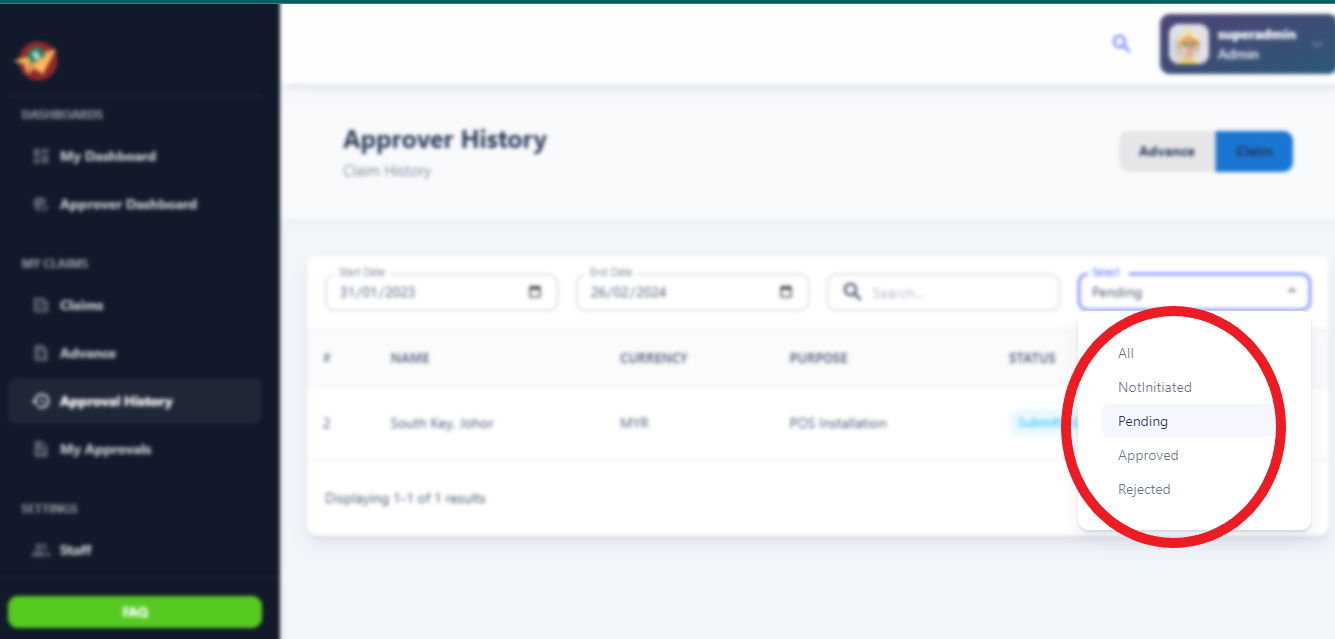 superadmin
Admin
DASHBOARDS
My Dashboard
Approver Dashboard
MY CLAIMS
Claims
Advance
Approval History
My Approvals
SETTINGS
Staff
FAQ
Approver History
Claim History
Advance
Claim
Start Date
31/01/2023
End Date
26/02/2024
Search...
Select
Pending
All
NotInitiated
Pending
Approved
Rejected
# NAME CURRENCY PURPOSE STATUS
2 South Key, Johor MYR POS Installation
Displaying 1-1 of 1 results